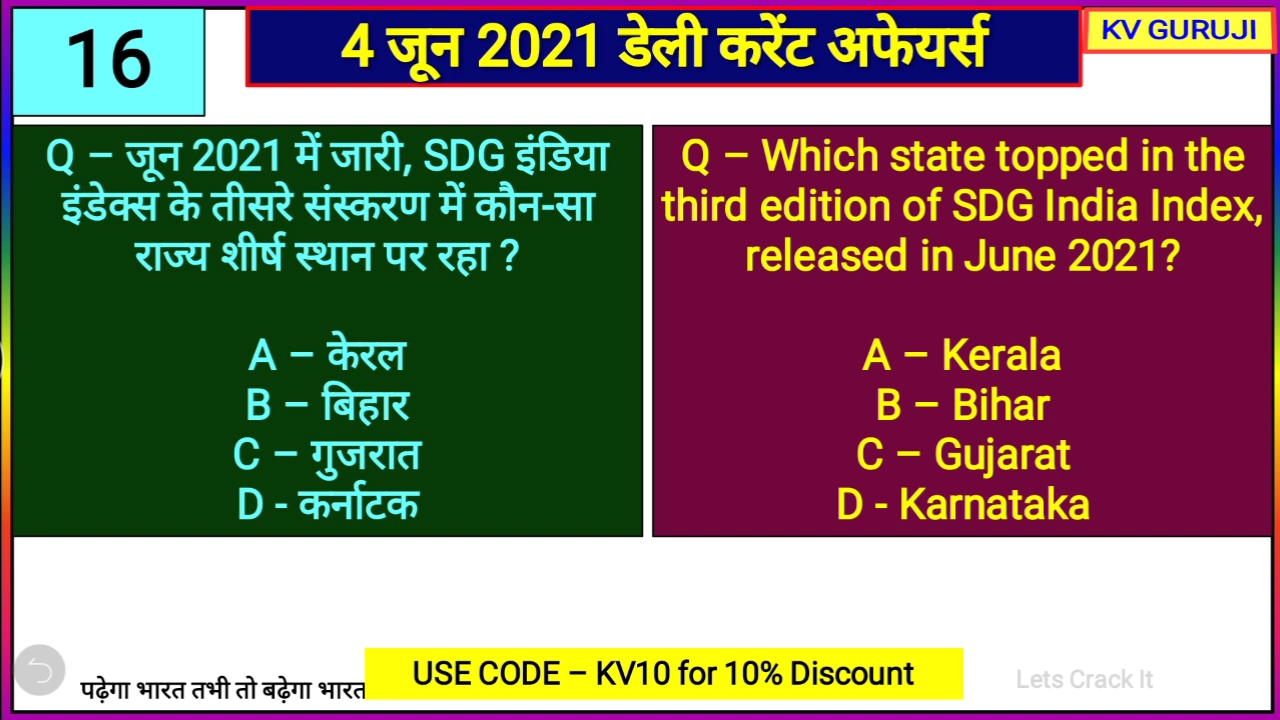 16
4 जून 2021 डेली करेंट अफेयर्स
KV GURUJI
Q – जून 2021 में जारी, SDG इंडिया
इंडेक्स के तीसरे संस्करण में कौन-सा
राज्य शीर्ष स्थान पर रहा ?
A – केरल
B – बिहार
C – गुजरात
D - कर्नाटक
Q – Which state topped in the
third edition of SDG India Index,
released in June 2021?
A – Kerala
B – Bihar
C – Gujarat
D - Karnataka
पढ़ेगा भारत तभी तो बढ़ेगा भारत
USE CODE – KV10 for 10% Discount
Lets Crack It